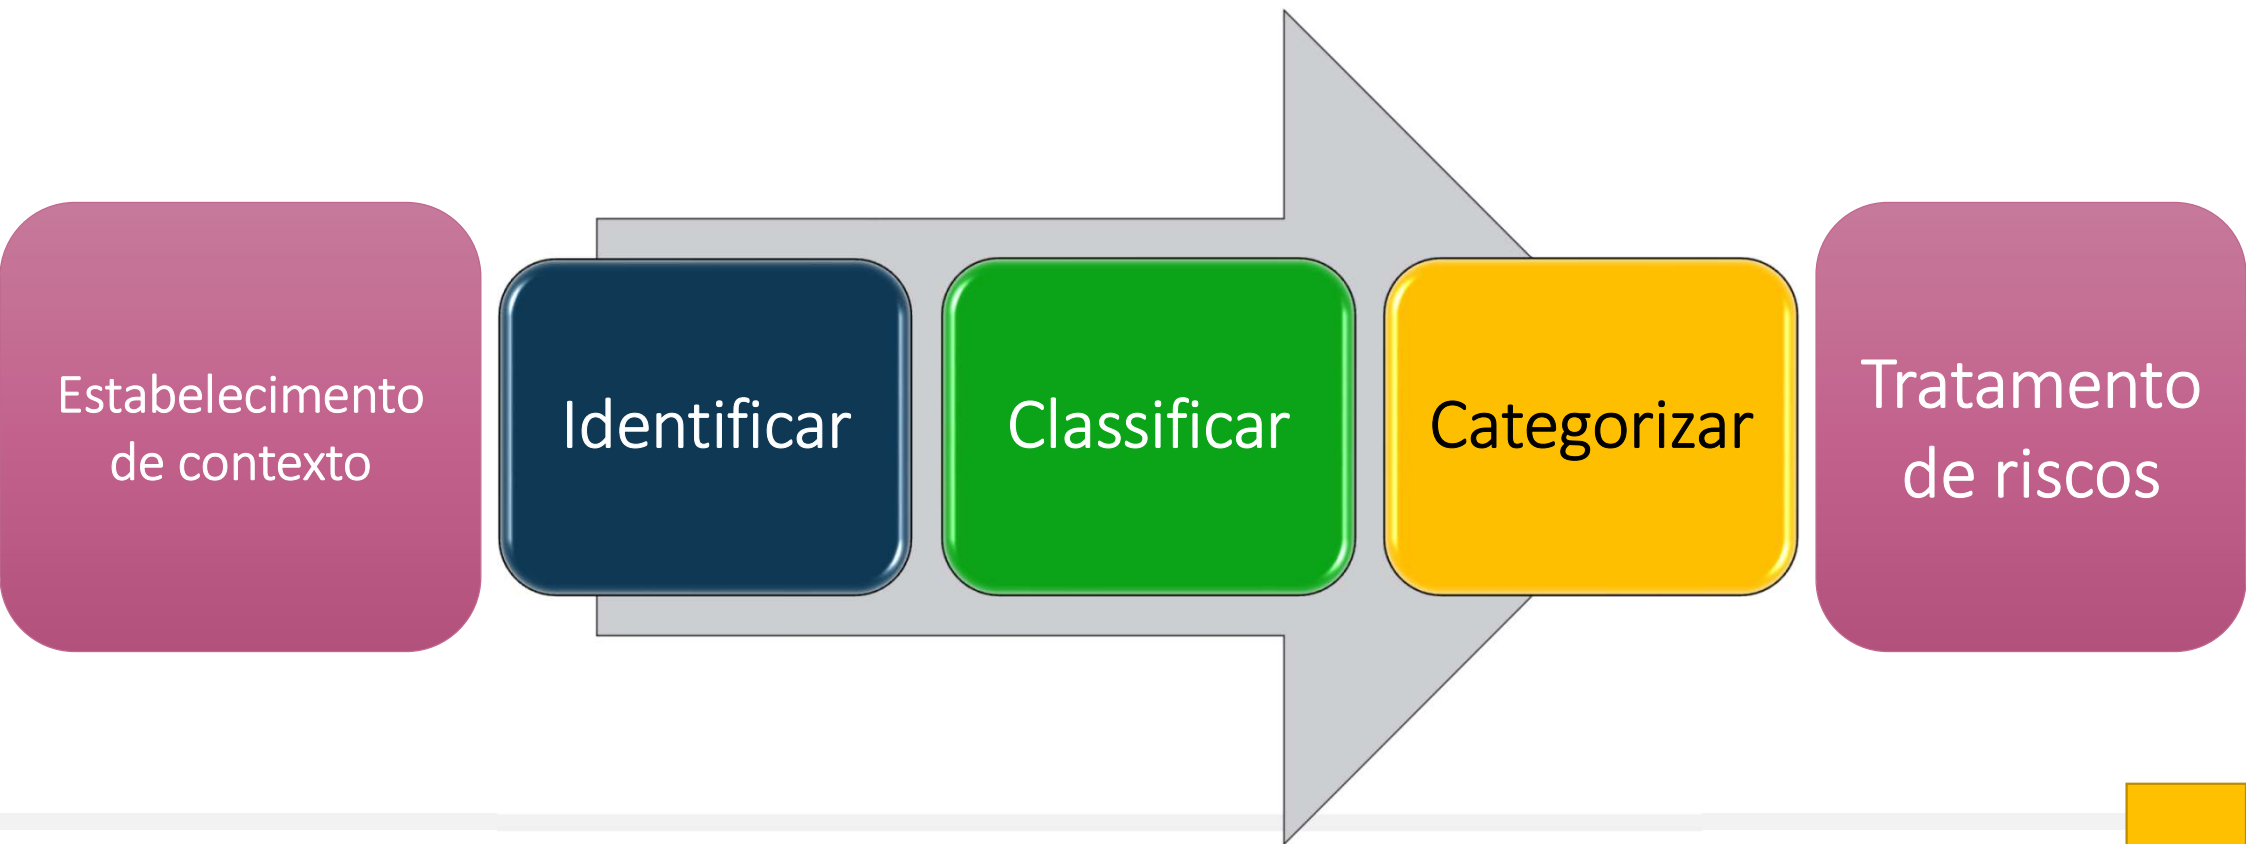 Estabelecimento
de contexto
Identificar
Classificar
Categorizar
Tratamento
de riscos